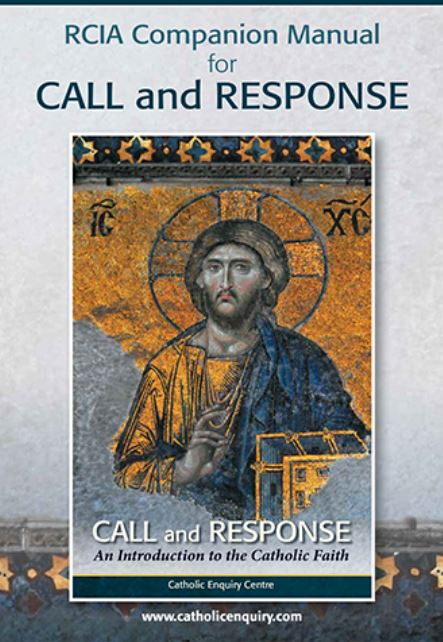 RCIA Companion Manual
for
CALL and RESPONSE
IC XC
CALL and RESPONSE
An Introduction to the Catholic Faith
Catholic Enquiry Centre
www.catholicenquiry.com